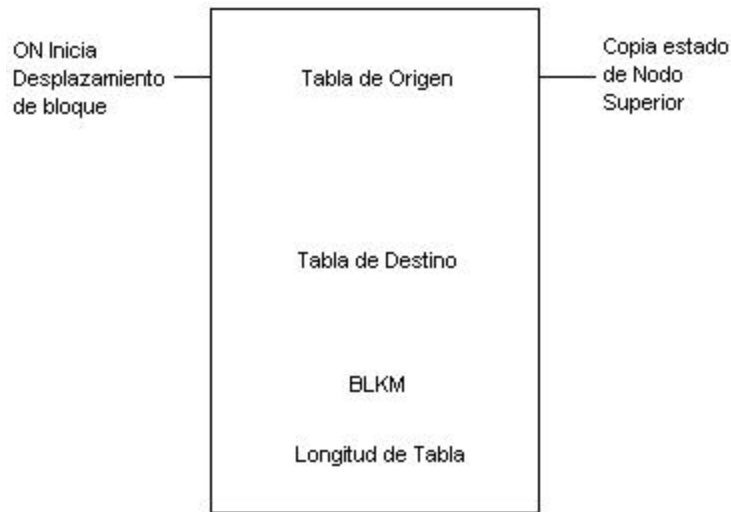 ON Inicia
Desplazamiento
de bloque
Tabla de Origen
Copia estado
de Nodo
Superior
Tabla de Destino
BLKM
Longitud de Tabla